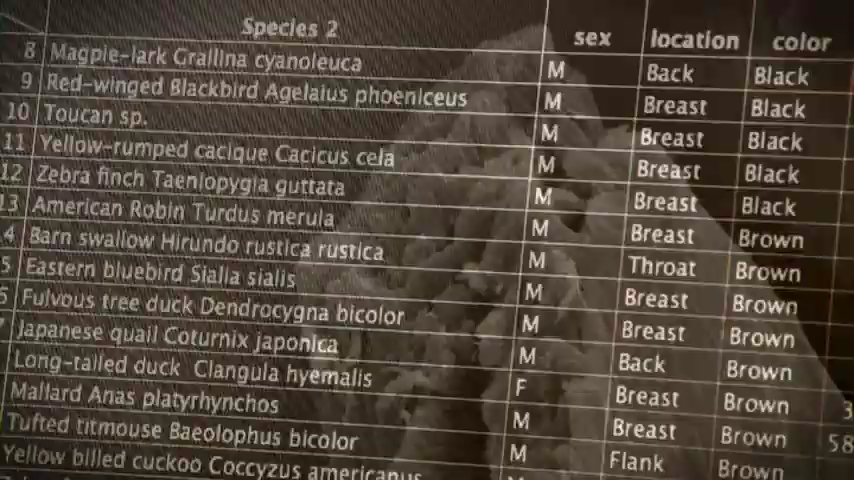 Species 2 sex location color
8 Magpie-lark Grallina cyanoleuca M Back Black
9 Red-winged Blackbird Agelaius phoeniceus M Breast Black
10 Toucan sp. M Breast Black
11 Yellow-rumped cacique Cacicus cela M Breast Black
12 Zebra finch Taeniopygia guttata M Breast Black
13 American Robin Turdus merula M Breast Brown
4 Barn swallow Hirundo rustica rustica M Throat Brown
5 Eastern bluebird Sialia sialis M Breast Brown
Fulvous tree duck Dendrocygna bicolor M Breast Brown
Japanese quail Coturnix japonica M Back Brown
Long-tailed duck Clangula hyemalis F Breast Brown 3
Mallard Anas platyrhynchos M Breast Brown 58
Tufted titmouse Baeolophus bicolor M Flank Brown
Yellow billed cuckoo Coccyzus americanus